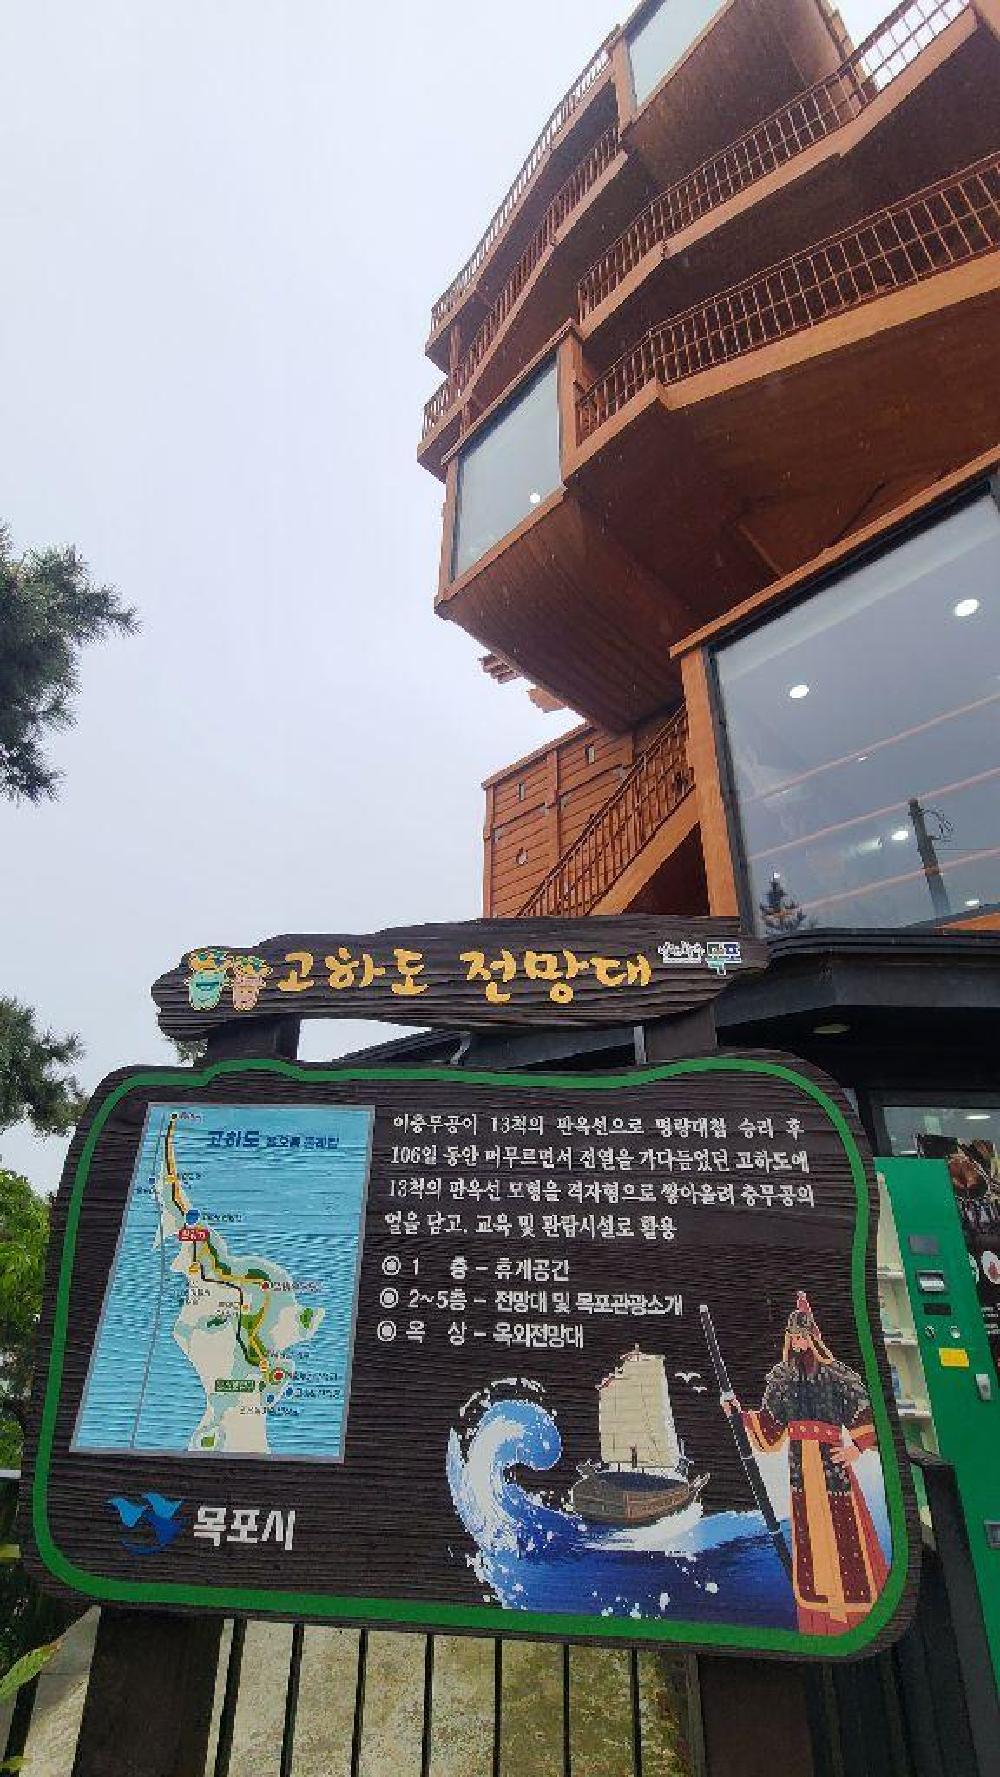 고하도 전망대
목포
이충무공이 13척의 판옥선으로 명량대첩 승리 후
106일 동안 머무르면서 전열을 가다듬었던 고하도에
13척의 판옥선 모형을 격자형으로 쌓아올려 충무공의
얼을 담고, 교육 및 관람시설로 활용
◉ 1 층 - 휴게공간
◉ 2~5층 - 전망대 및 목포관광소개
◉ 옥 상 - 옥외전망대
고하도
목포시